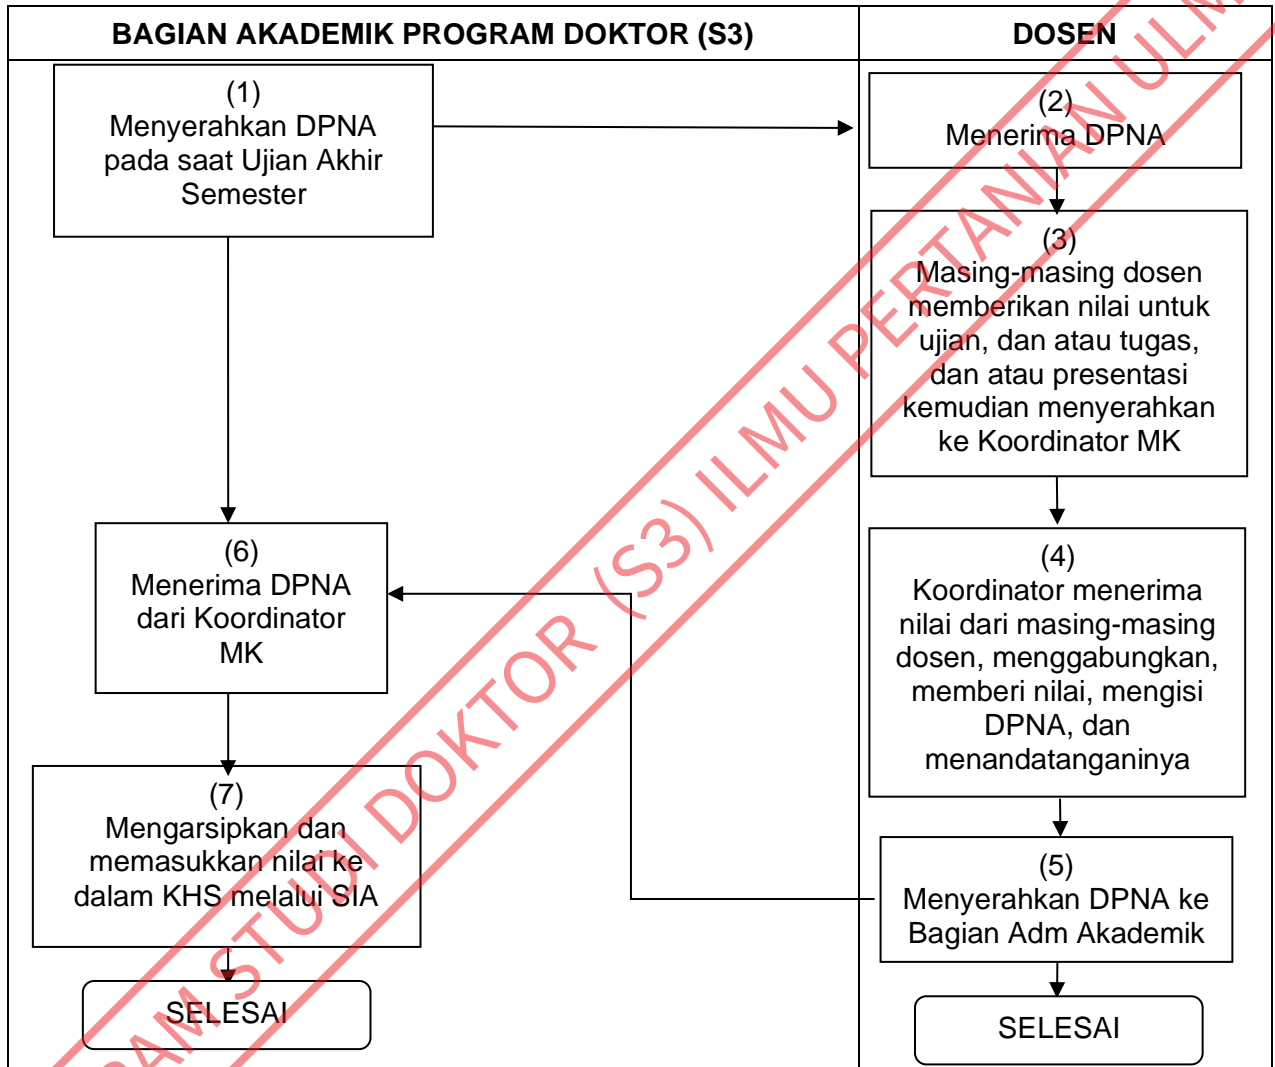 BAGIAN AKADEMIK PROGRAM DOKTOR (S3)
DOSEN
(1)
Menyerahkan DPNA
pada saat Ujian Akhir
Semester
(2)
Menerima DPNA
(3)
Masing-masing dosen
memberikan nilai untuk
ujian, dan atau tugas,
dan atau presentasi
kemudian menyerahkan
ke Koordinator MK
(4)
Koordinator menerima
nilai dari masing-masing
dosen, menggabungkan,
memberi nilai, mengisi
DPNA, dan
menandatanganinya
(5)
Menyerahkan DPNA ke
Bagian Adm Akademik
SELESAI
(6)
Menerima DPNA
dari Koordinator
MK
(7)
Mengarsipkan dan
memasukkan nilai ke
dalam KHS melalui SIA
SELESAI
RAM STUDI DOKTOR (S3) ILMU PERTANIAN ULM